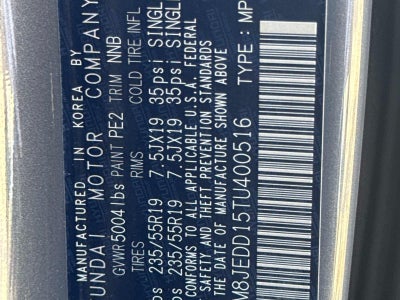 MANUFACTURED IN KOREA BY
UNDAI MOTOR COMPANY
GVWR 5004 lbs PAINT PE2 TRIM NNB
TIRES RIMS COLD TIRE INFL
235/55R19 7.5JX19 35psi SINGL
235/55R19 7.5JX19 35psi SINGL
CONFORMS TO ALL APPLICABLE U.S.A. FEDERAL
SAFETY AND THEFT PREVENTION STANDARDS
THE DATE OF MANUFACTURE SHOWN ABOVE
M8JEDD15TU400516 TYPE : MP